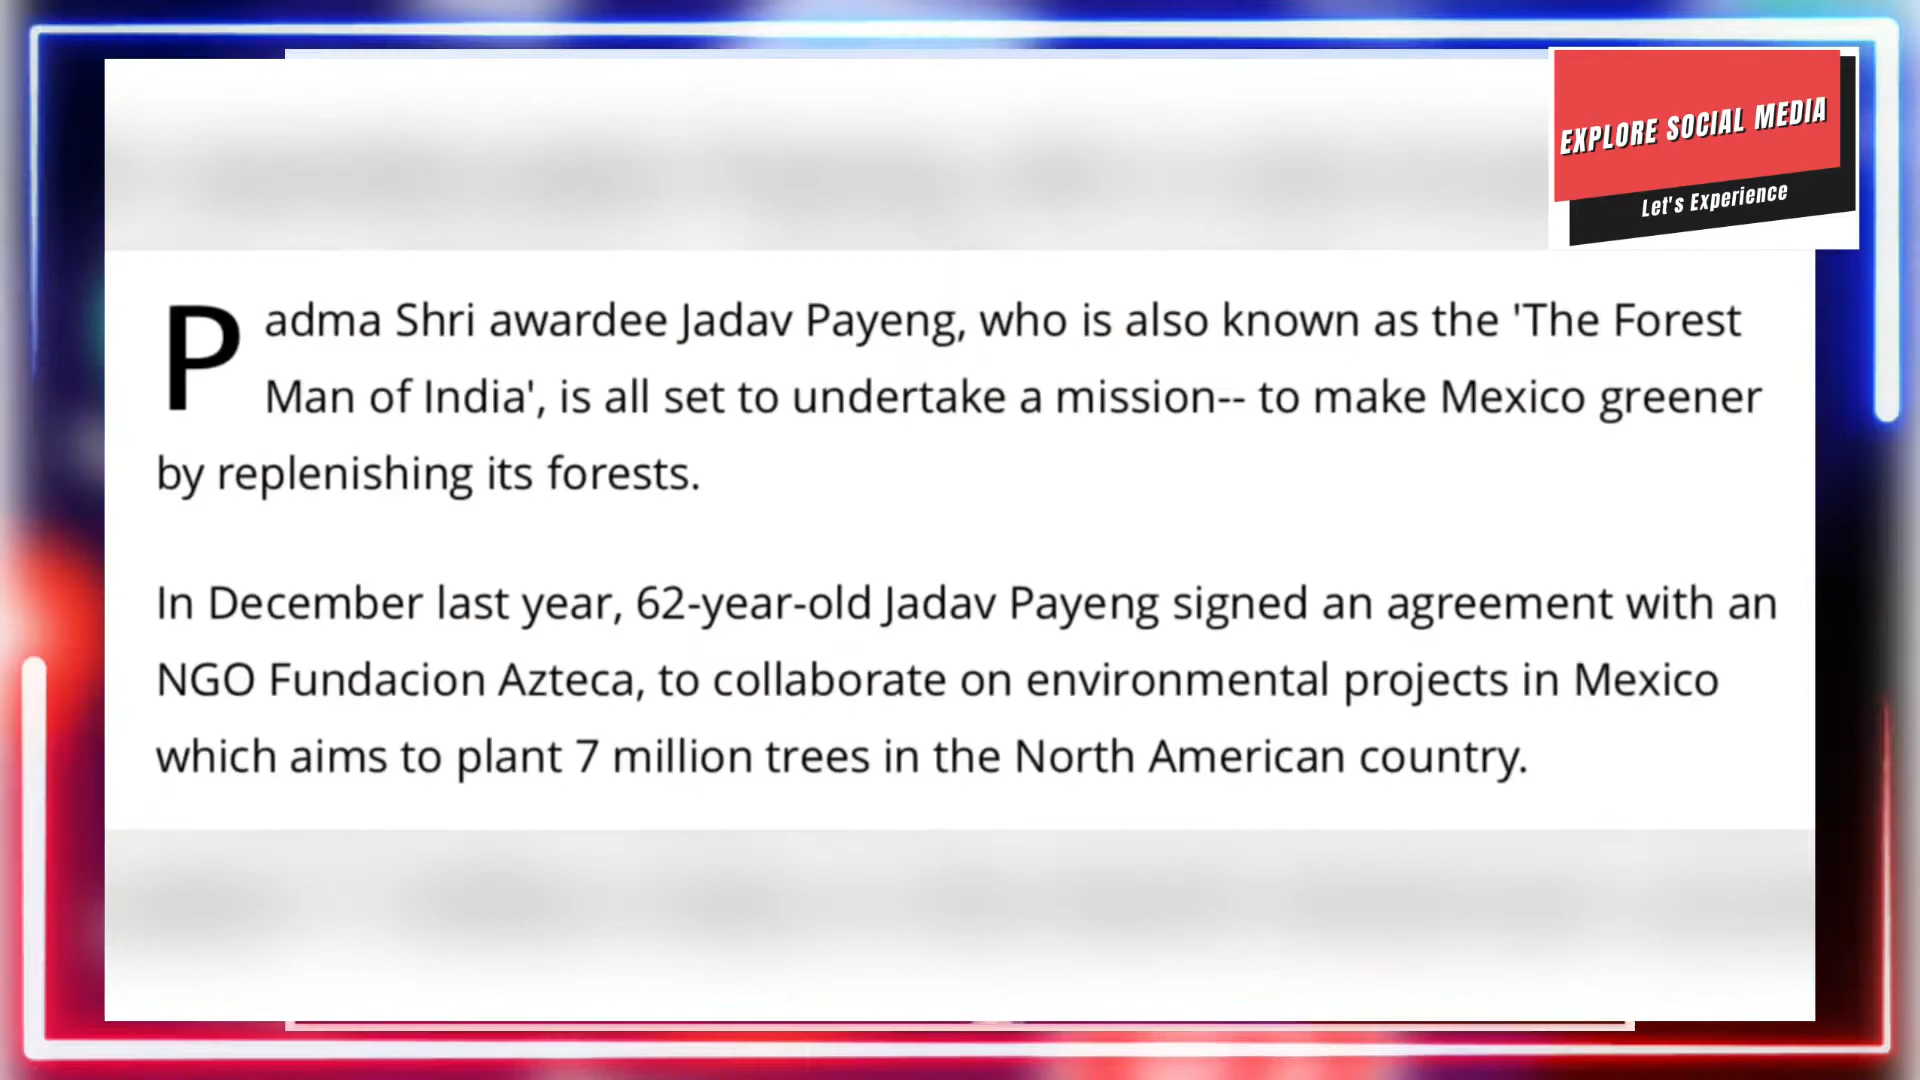 EXPLORE SOCIAL MEDIA
Let's Experience
Padma Shri awardee Jadav Payeng, who is also known as the 'The Forest
Man of India', is all set to undertake a mission-- to make Mexico greener
by replenishing its forests.
In December last year, 62-year-old Jadav Payeng signed an agreement with an
NGO Fundacion Azteca, to collaborate on environmental projects in Mexico
which aims to plant 7 million trees in the North American country.